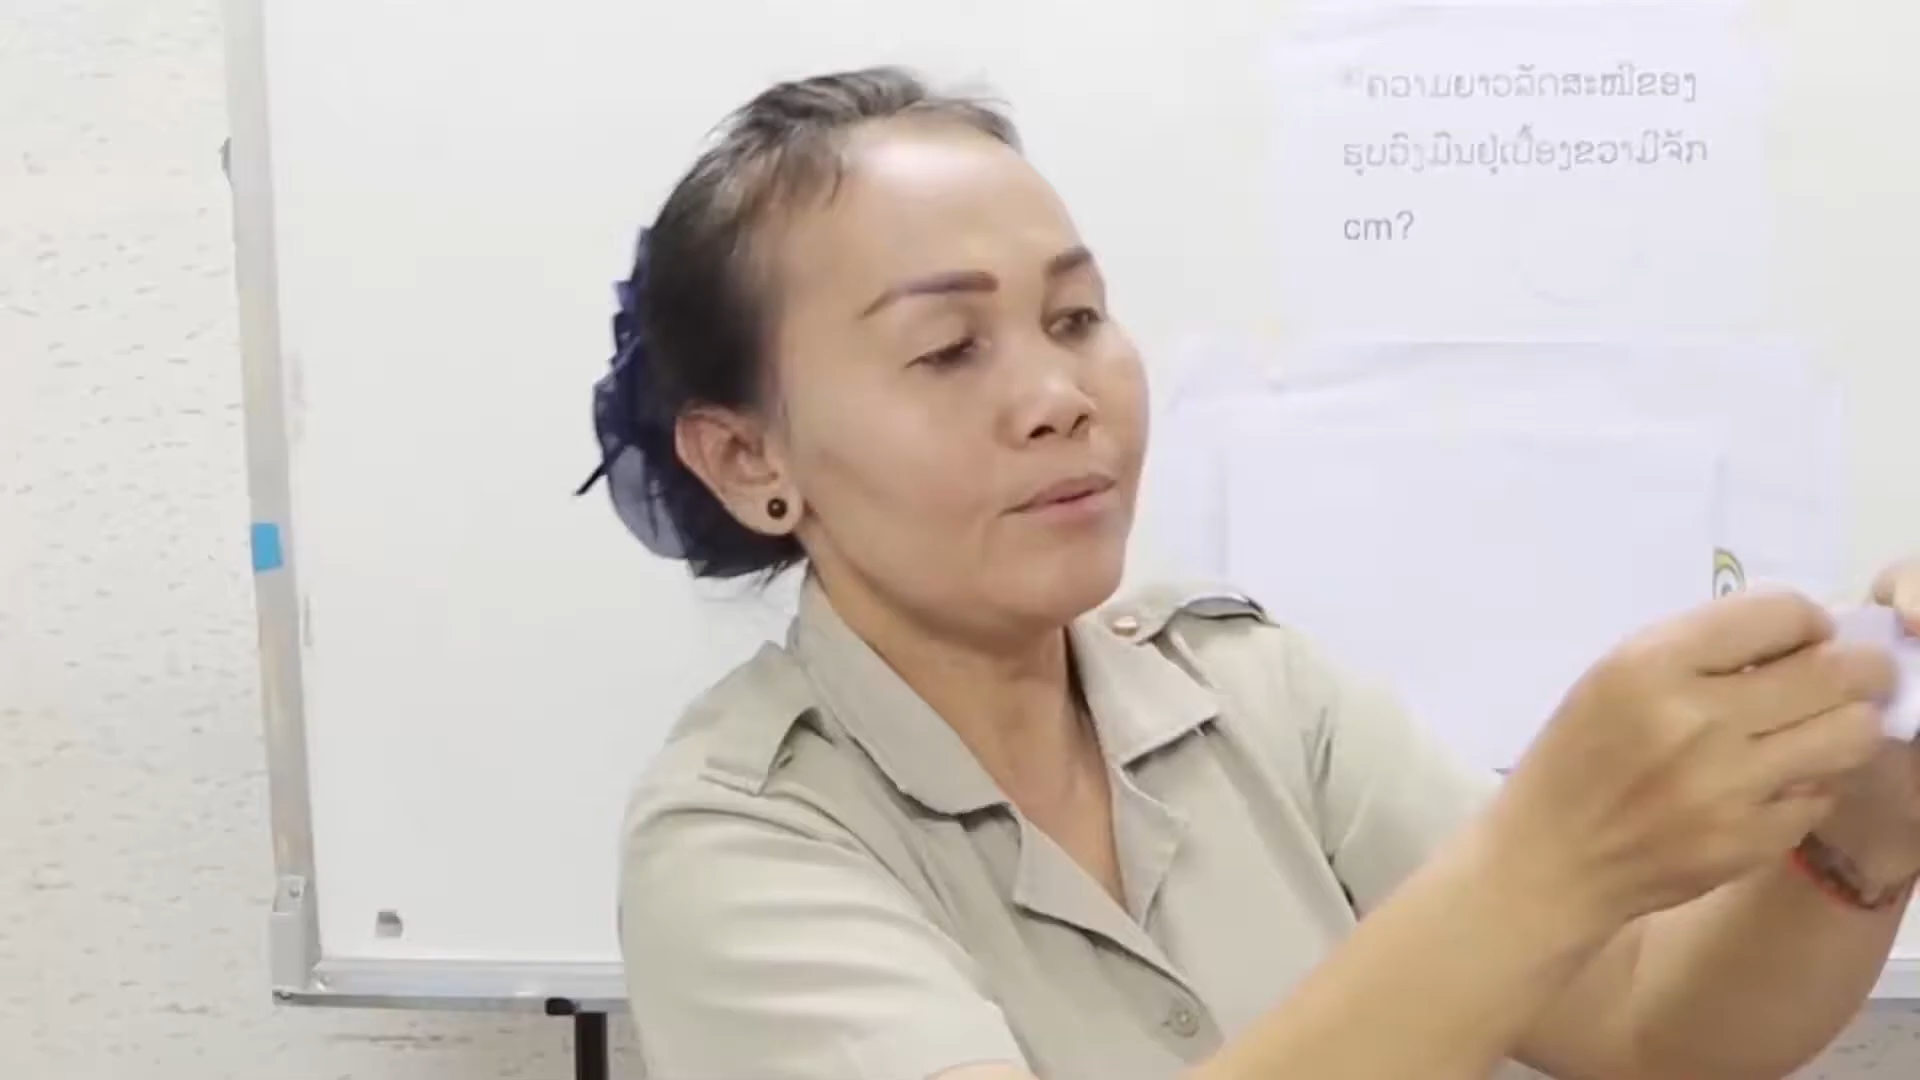 ຄວາມຍາວລັດສະໝີຂອງ
ຮູບວົງມົນຢູ່ເບື້ອງຂວາມີຈັກ
cm?